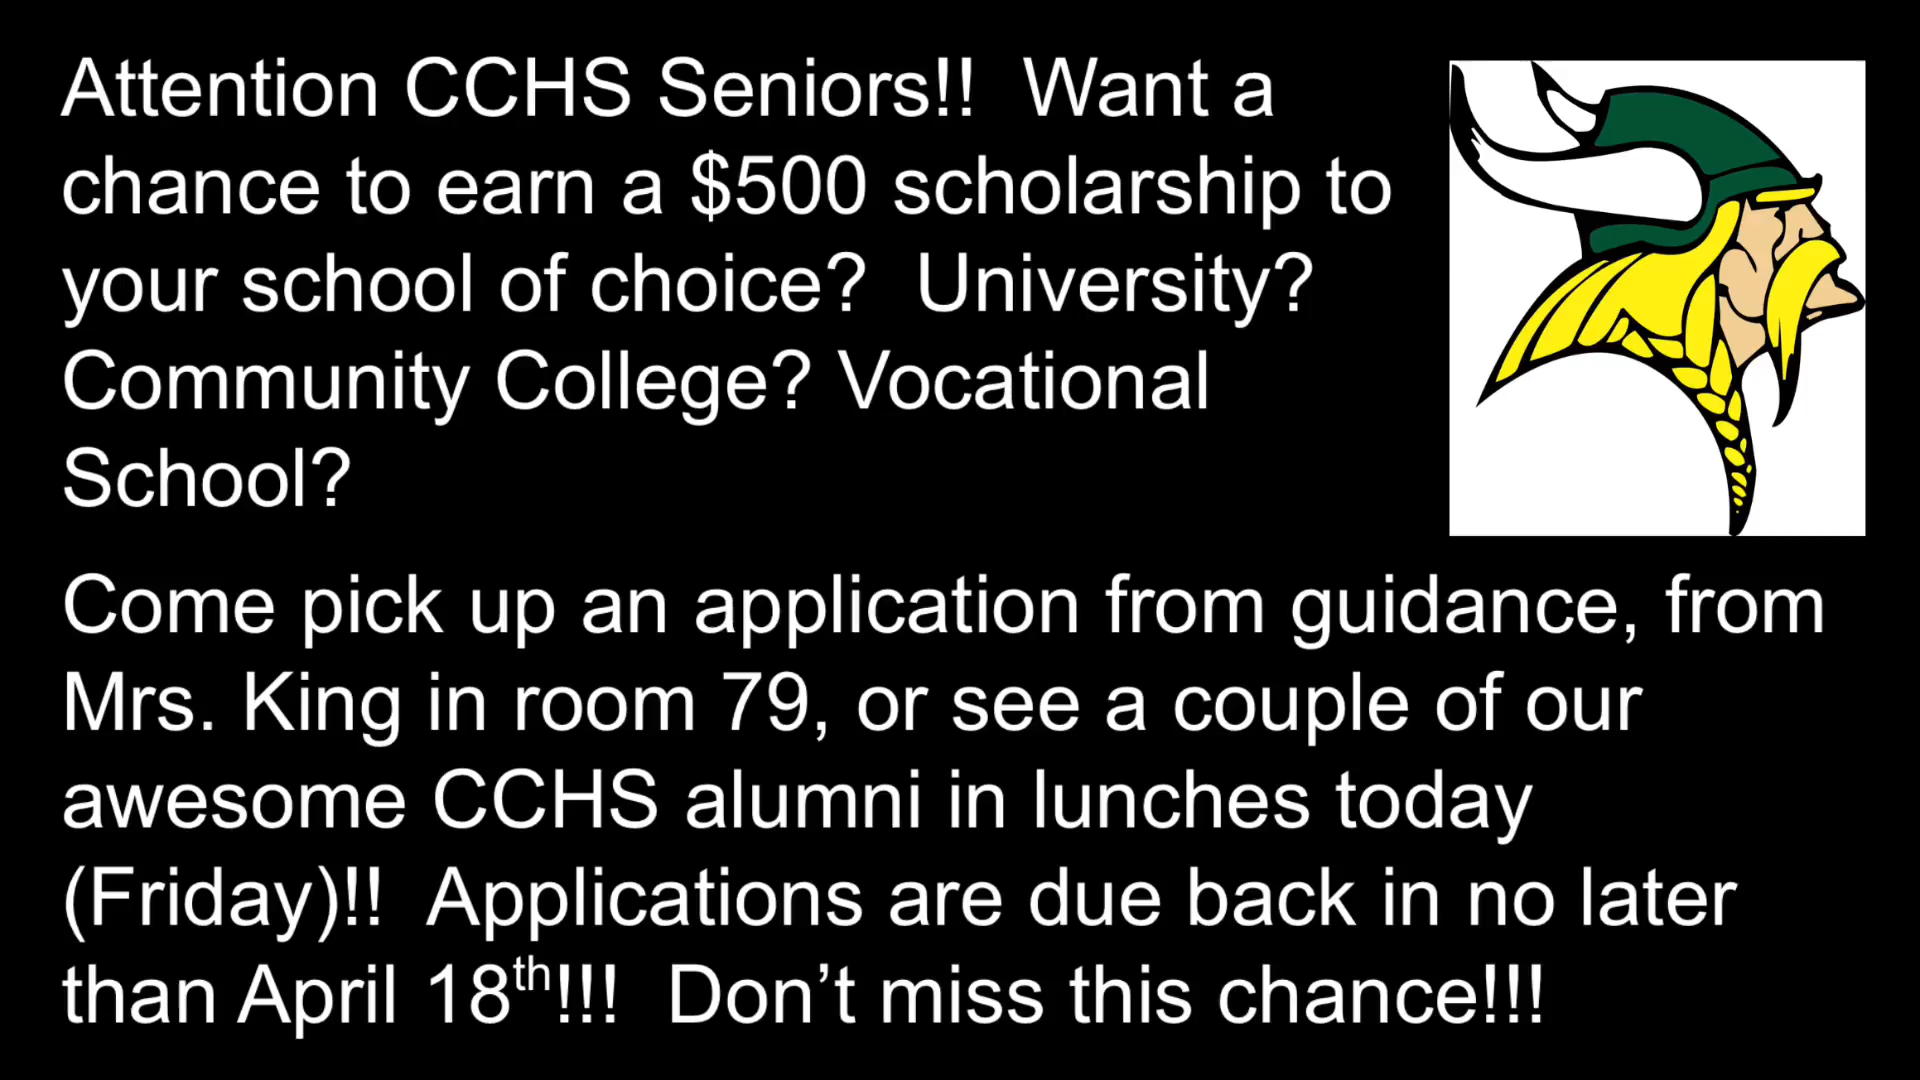 Attention CCHS Seniors!!  Want a
chance to earn a $500 scholarship to
your school of choice?  University?
Community College? Vocational
School?
Come pick up an application from guidance, from
Mrs. King in room 79, or see a couple of our
awesome CCHS alumni in lunches today
(Friday)!!  Applications are due back in no later
than April 18th!!!  Don’t miss this chance!!!